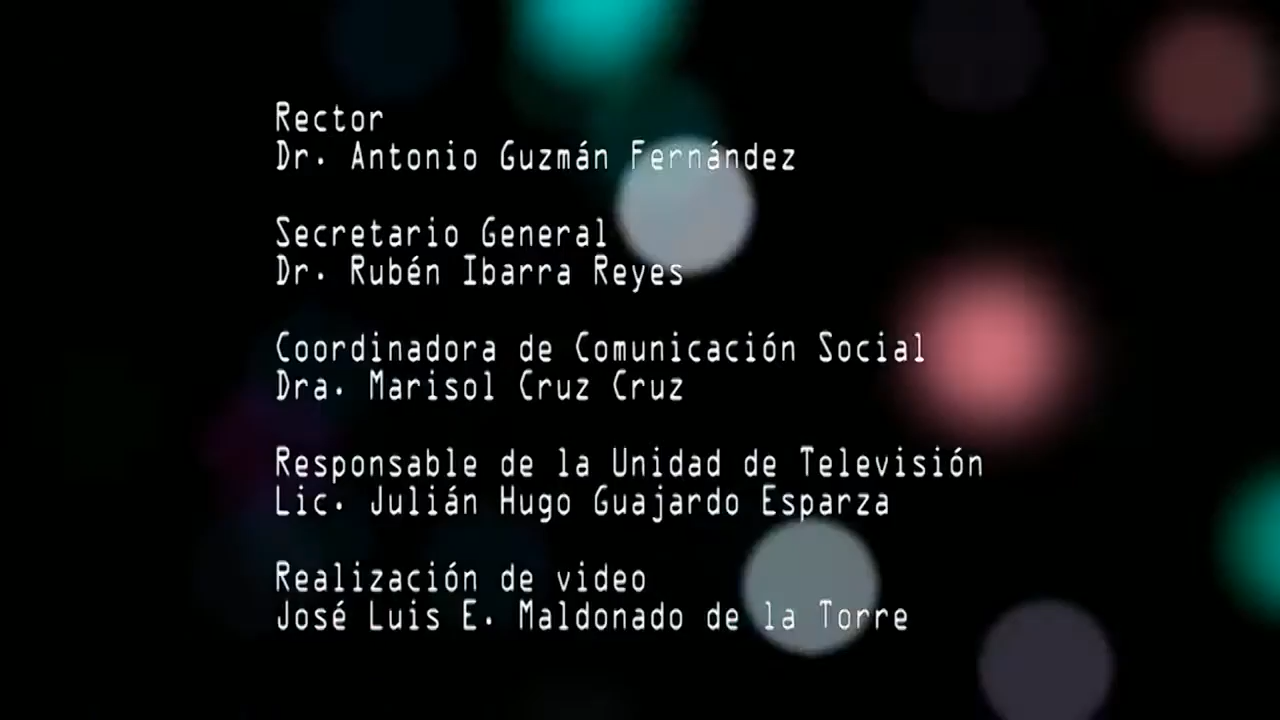 Rector
Dr. Antonio Guzmán Fernández
Secretario General
Dr. Rubén Ibarra Reyes
Coordinadora de Comunicación Social
Dra. Marisol Cruz Cruz
Responsable de la Unidad de Televisión
Lic. Julián Hugo Guajardo Esparza
Realización de video
José Luis E. Maldonado de la Torre